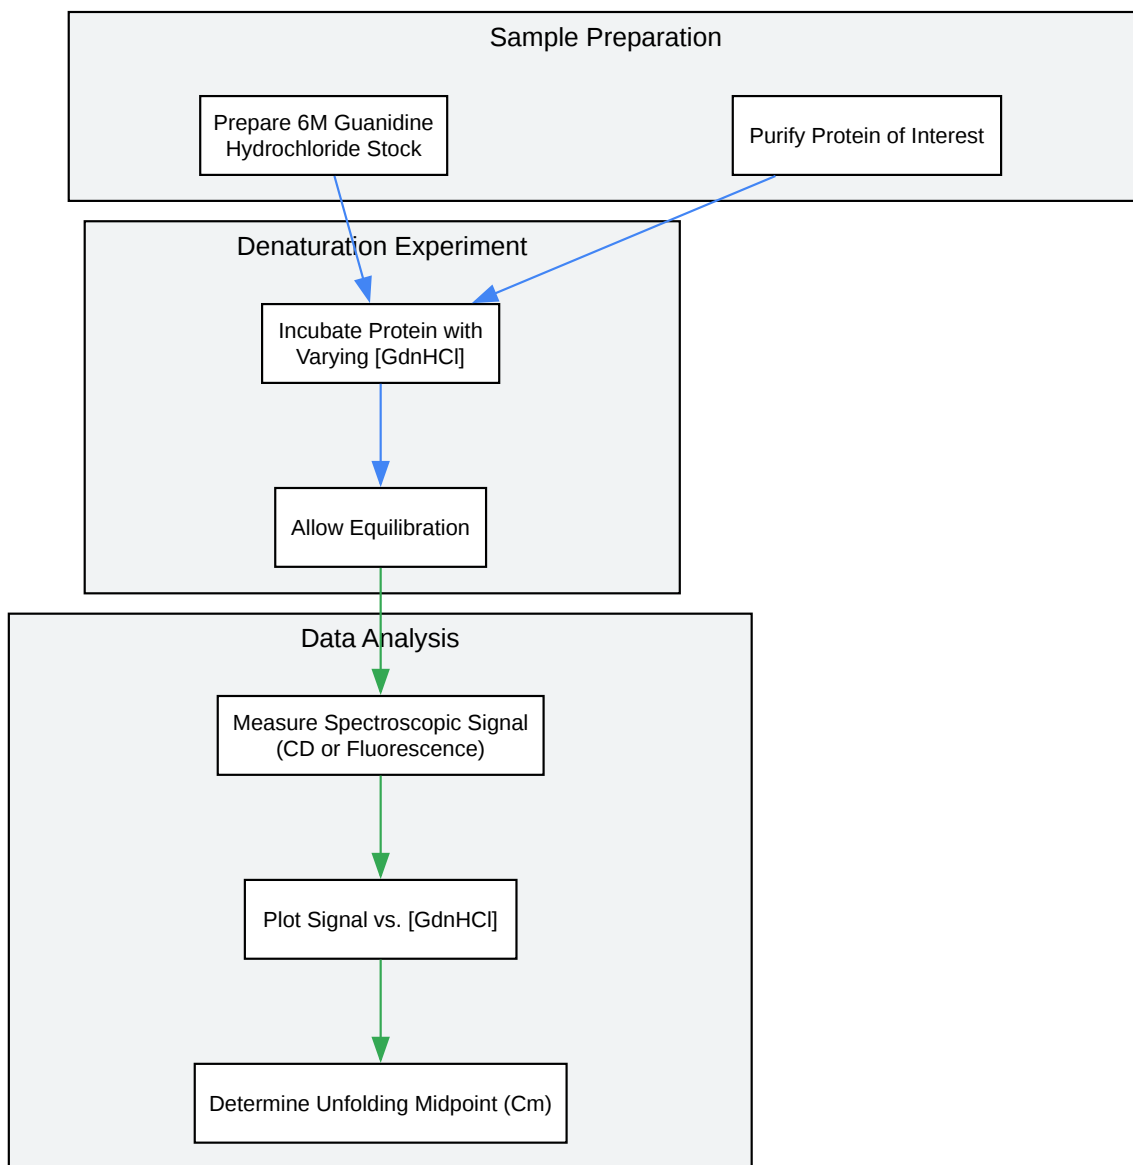 Sample Preparation
Prepare 6M Guanidine
Hydrochloride Stock
Purify Protein of Interest
Denaturation Experiment
Incubate Protein with
Varying [GdnHCl]
Allow Equilibration
Data Analysis
Measure Spectroscopic Signal
(CD or Fluorescence)
Plot Signal vs. [GdnHCl]
Determine Unfolding Midpoint (Cm)